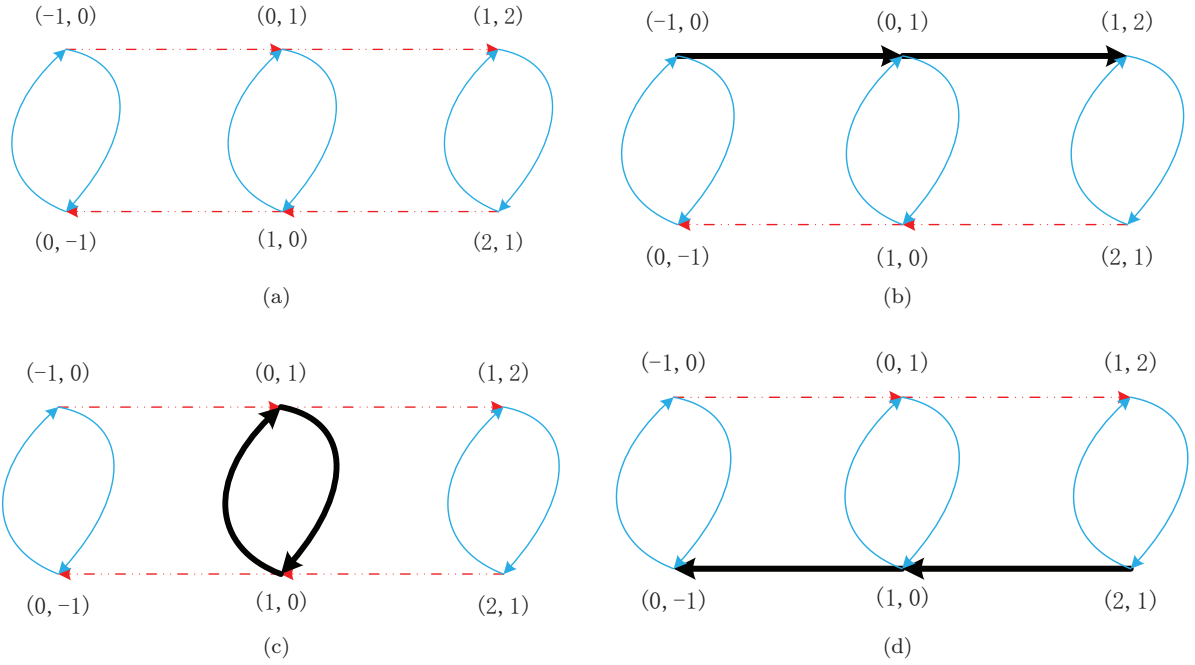 (-1,0) (0,1) (1,2)
(0,-1) (1,0) (2,1)
(a)
(-1,0) (0,1) (1,2)
(0,-1) (1,0) (2,1)
(b)
(-1,0) (0,1) (1,2)
(0,-1) (1,0) (2,1)
(c)
(-1,0) (0,1) (1,2)
(0,-1) (1,0) (2,1)
(d)